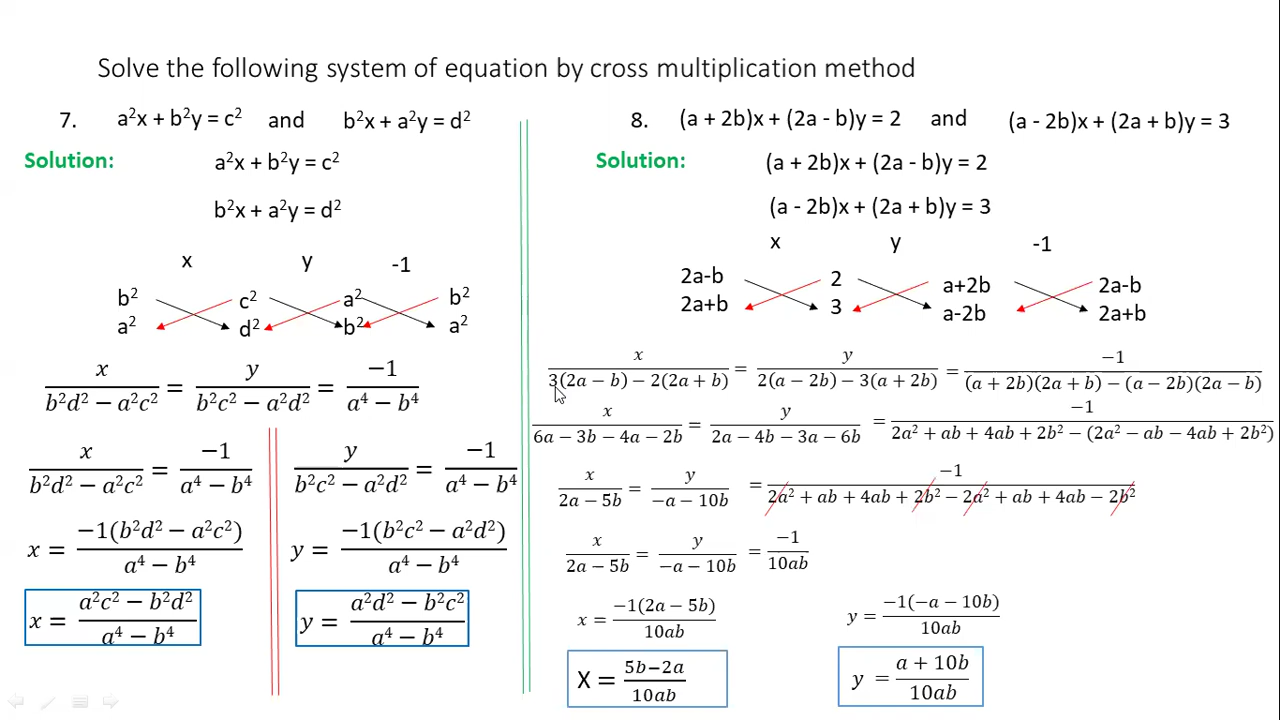 Solve the following system of equation by cross multiplication method
7. a²x + b²y = c² and b²x + a²y = d²
Solution: a²x + b²y = c²
b²x + a²y = d²
x y -1
b² c² a² b²
a² d² b² a²
x/(b²d² − a²c²) = y/(b²c² − a²d²) = −1/(a⁴ − b⁴)
x/(b²d² − a²c²) = −1/(a⁴ − b⁴)
x = −1(b²d² − a²c²)/(a⁴ − b⁴)
x = (a²c² − b²d²)/(a⁴ − b⁴)
y/(b²c² − a²d²) = −1/(a⁴ − b⁴)
y = −1(b²c² − a²d²)/(a⁴ − b⁴)
y = (a²d² − b²c²)/(a⁴ − b⁴)
8. (a + 2b)x + (2a - b)y = 2 and (a - 2b)x + (2a + b)y = 3
Solution: (a + 2b)x + (2a - b)y = 2
(a - 2b)x + (2a + b)y = 3
x y -1
2a-b 2 a+2b 2a-b
2a+b 3 a-2b 2a+b
x/(3(2a − b) − 2(2a + b)) = y/(2(a − 2b) − 3(a + 2b)) = −1/((a + 2b)(2a + b) − (a − 2b)(2a − b))
x/(6a − 3b − 4a − 2b) = y/(2a − 4b − 3a − 6b) = −1/(2a² + ab + 4ab + 2b² − (2a² − ab − 4ab + 2b²))
x/(2a − 5b) = y/(−a − 10b) = −1/(2a² + ab + 4ab + 2b² − 2a² + ab + 4ab − 2b²)
x/(2a − 5b) = y/(−a − 10b) = −1/(10ab)
x = −1(2a − 5b)/(10ab)
y = −1(−a − 10b)/(10ab)
X = (5b−2a)/(10ab)
y = (a + 10b)/(10ab)